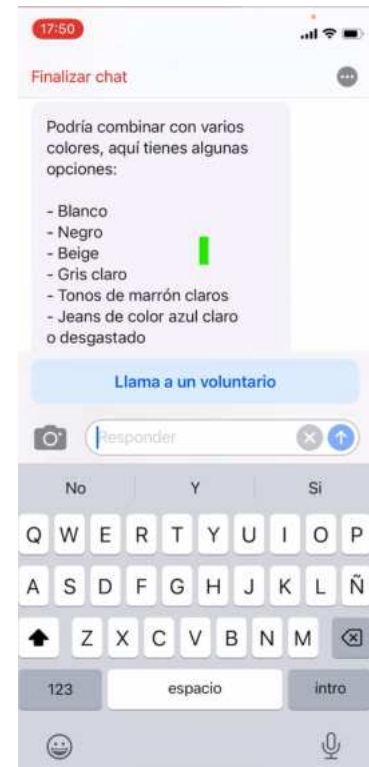 17:50
Finalizar chat
Podría combinar con varios
colores, aquí tienes algunas
opciones:
- Blanco
- Negro
- Beige
- Gris claro
- Tonos de marrón claros
- Jeans de color azul claro
o desgastado
Llama a un voluntario
Responder
No Y Si
Q W E R T Y U I O P
A S D F G H J K L Ñ
Z X C V B N M
123 espacio intro